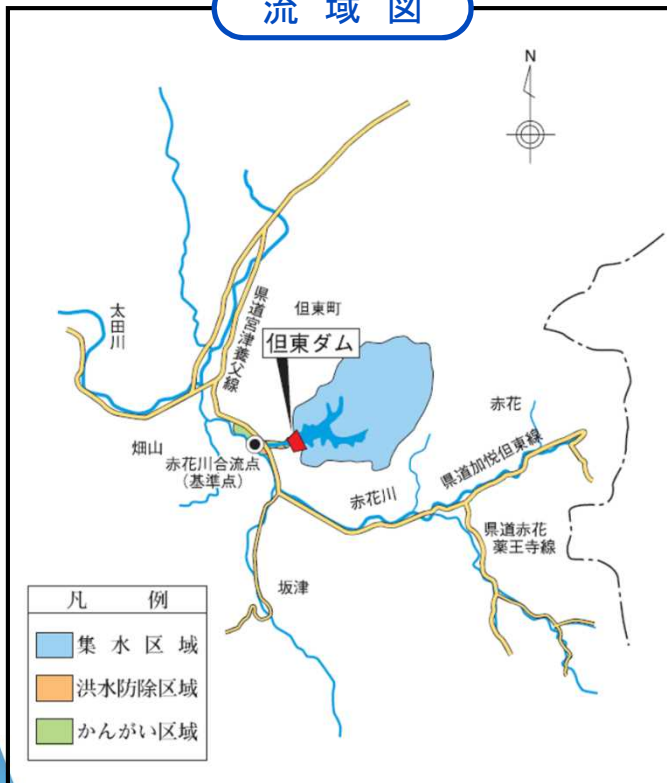 流域図
N
太田川
県道宮津養父線
但東町
但東ダム
赤花
畑山
赤花川合流点
（基準点）
赤花川
県道加悦但東線
県道赤花
薬王寺線
坂津
凡例
集水区域
洪水防除区域
かんがい区域